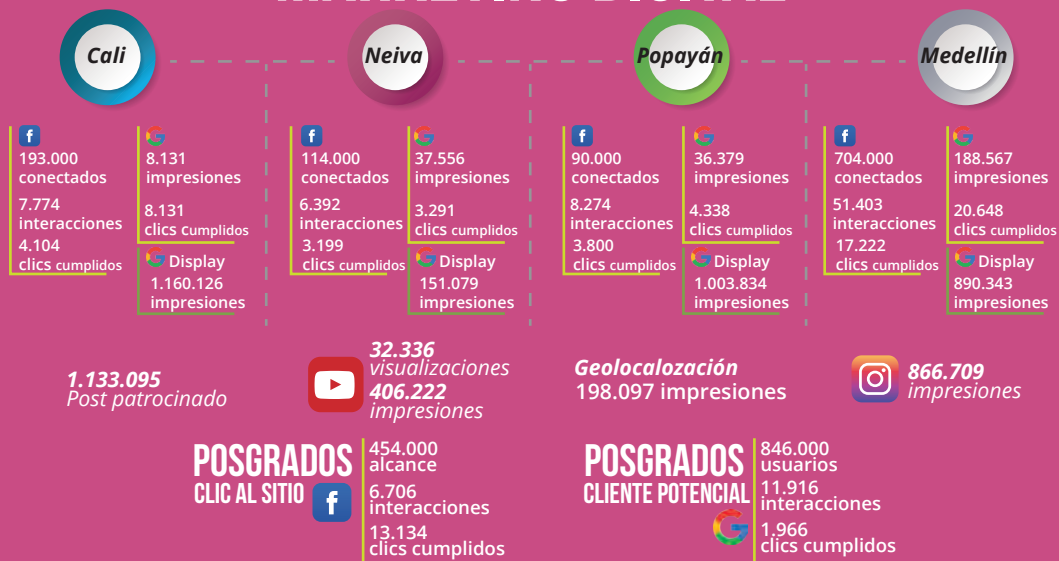 MARKETING DIGITAL
Cali
Neiva
Popayán
Medellín
193.000
conectados
7.774
interacciones
4.104
clics cumplidos
8.131
impresiones
8.131
clics cumplidos
Display
1.160.126
impresiones
114.000
conectados
6.392
interacciones
3.199
clics cumplidos
37.556
impresiones
3.291
clics cumplidos
Display
151.079
impresiones
90.000
conectados
8.274
interacciones
3.800
clics cumplidos
36.379
impresiones
4.338
clics cumplidos
Display
1.003.834
impresiones
704.000
conectados
51.403
interacciones
17.222
clics cumplidos
188.567
impresiones
20.648
clics cumplidos
Display
890.343
impresiones
1.133.095
Post patrocinado
32.336
visualizaciones
406.222
impresiones
Geolocalozación
198.097 impresiones
866.709
impresiones
POSGRADOS
CLIC AL SITIO
454.000
alcance
6.706
interacciones
13.134
clics cumplidos
POSGRADOS
CLIENTE POTENCIAL
846.000
usuarios
11.916
interacciones
1.966
clics cumplidos